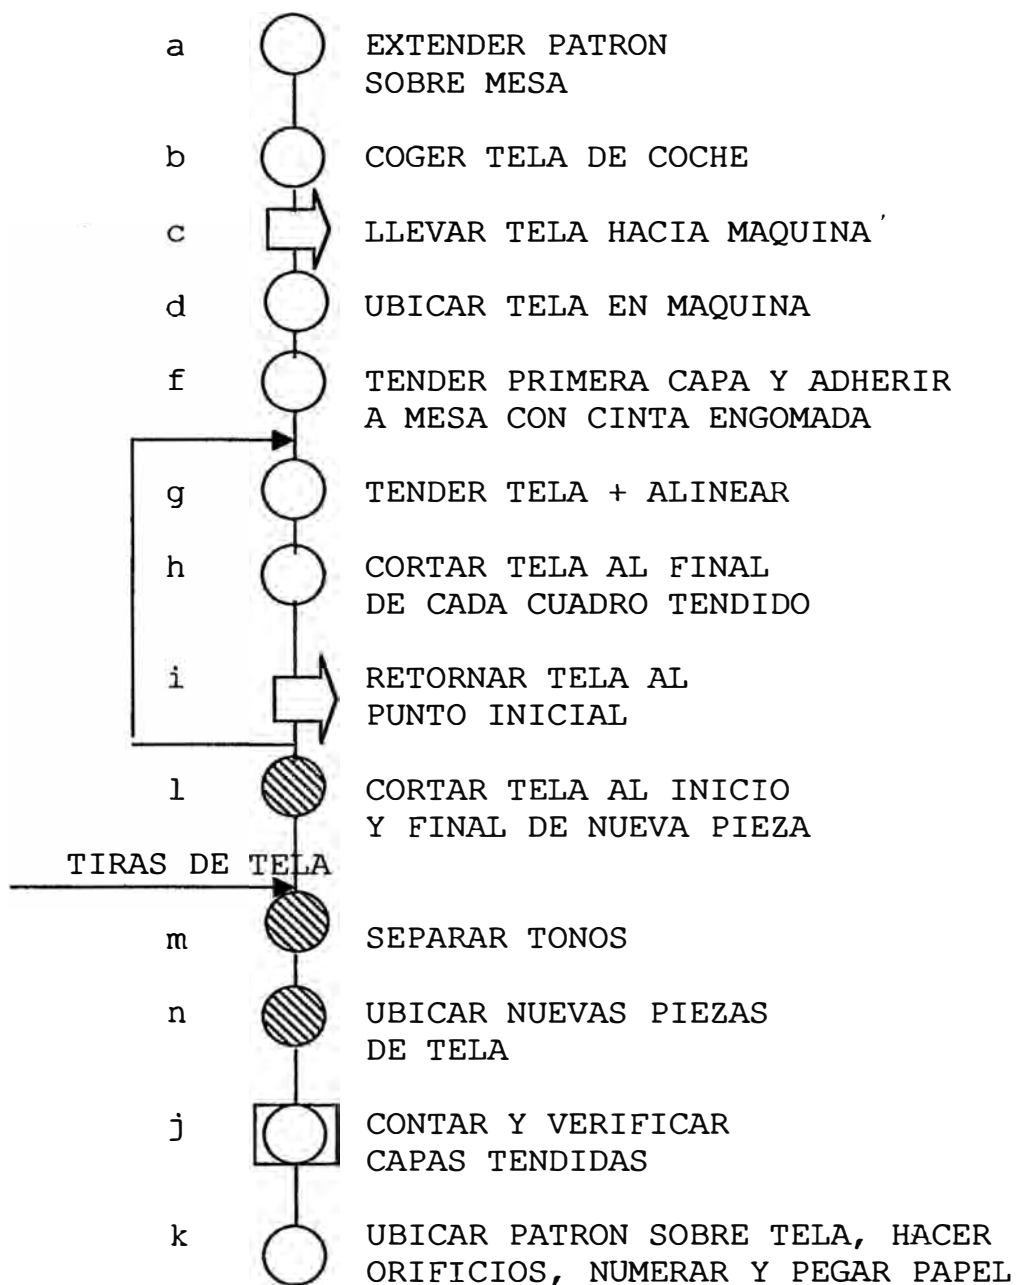 a EXTENDER PATRON
SOBRE MESA
b COGER TELA DE COCHE
c LLEVAR TELA HACIA MAQUINA
d UBICAR TELA EN MAQUINA
f TENDER PRIMERA CAPA Y ADHERIR
A MESA CON CINTA ENGOMADA
g TENDER TELA + ALINEAR
h CORTAR TELA AL FINAL
DE CADA CUADRO TENDIDO
i RETORNAR TELA AL
PUNTO INICIAL
l CORTAR TELA AL INICIO
Y FINAL DE NUEVA PIEZA
TIRAS DE TELA
m SEPARAR TONOS
n UBICAR NUEVAS PIEZAS
DE TELA
j CONTAR Y VERIFICAR
CAPAS TENDIDAS
k UBICAR PATRON SOBRE TELA, HACER
ORIFICIOS, NUMERAR Y PEGAR PAPEL